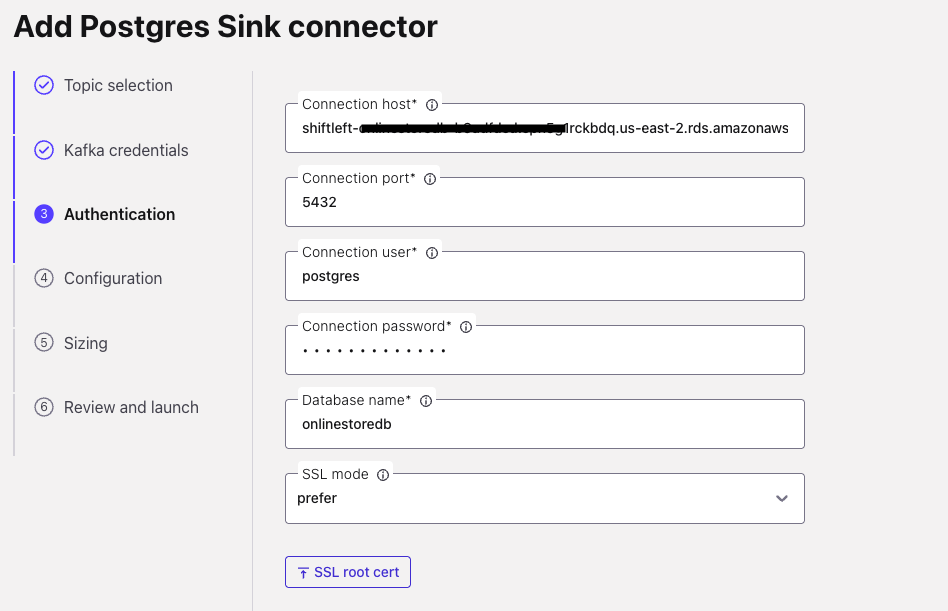 Add Postgres Sink connector
Topic selection
Kafka credentials
3 Authentication
4 Configuration
5 Sizing
6 Review and launch
Connection host*
shiftleft- rckbdq.us-east-2.rds.amazonaws
Connection port*
5432
Connection user*
postgres
Connection password*
• • • • • • • • • • • • •
Database name*
onlinestoredb
SSL mode
prefer
SSL root cert